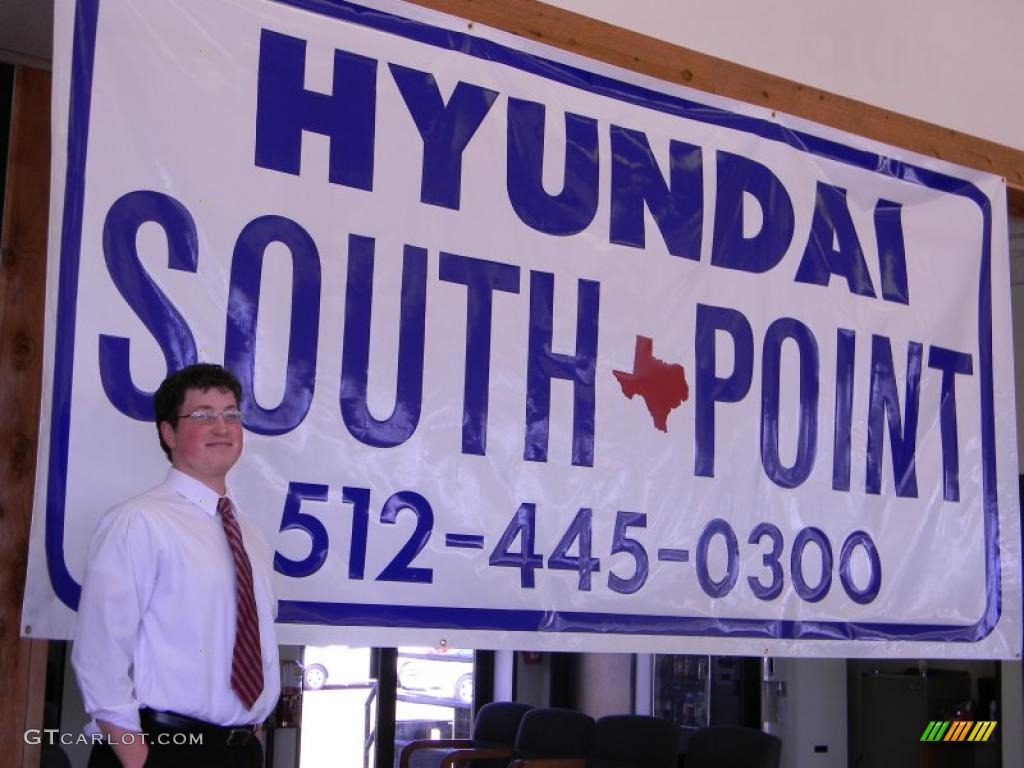 HYUNDAI
SOUTH POINT
512-445-0300
GTCARLOT.COM